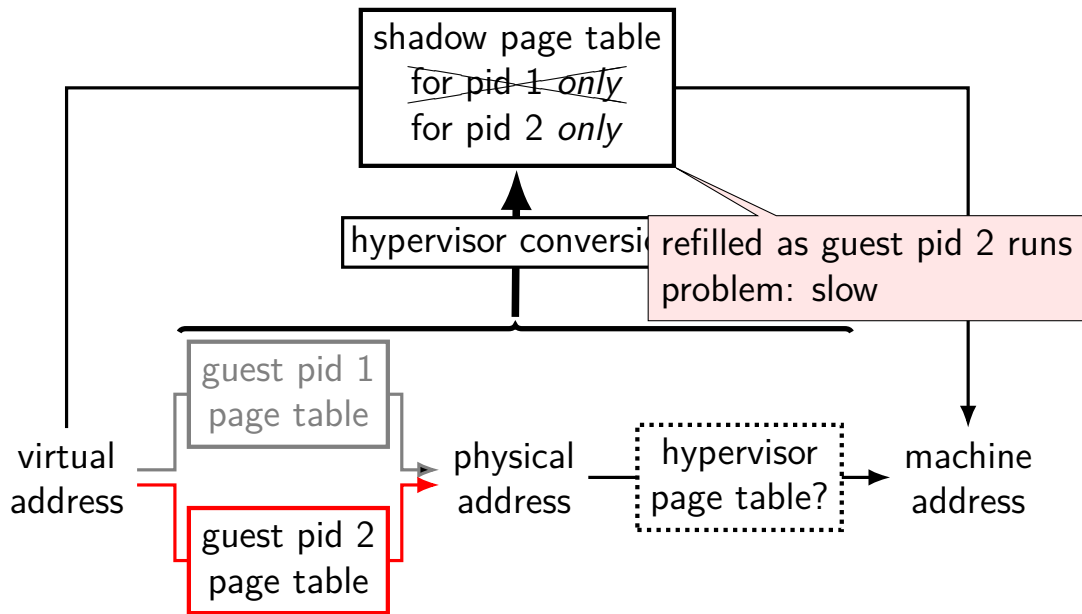 shadow page table
for pid 1 only
for pid 2 only
hypervisor
refilled as guest pid 2 runs
problem: slow
guest pid 1
page table
virtual
address
physical
address
hypervisor
page table?
machine
address
guest pid 2
page table